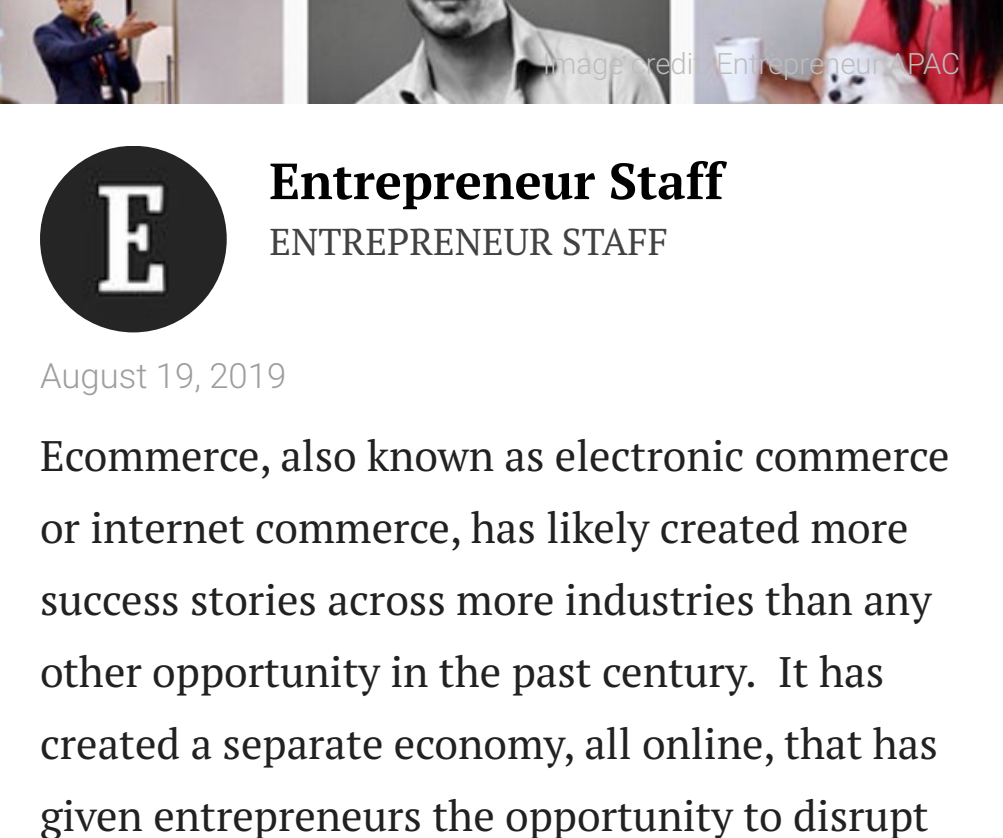 Image credit: Entrepreneur APAC
E
Entrepreneur Staff
ENTREPRENEUR STAFF
August 19, 2019
Ecommerce, also known as electronic commerce
or internet commerce, has likely created more
success stories across more industries than any
other opportunity in the past century.  It has
created a separate economy, all online, that has
given entrepreneurs the opportunity to disrupt